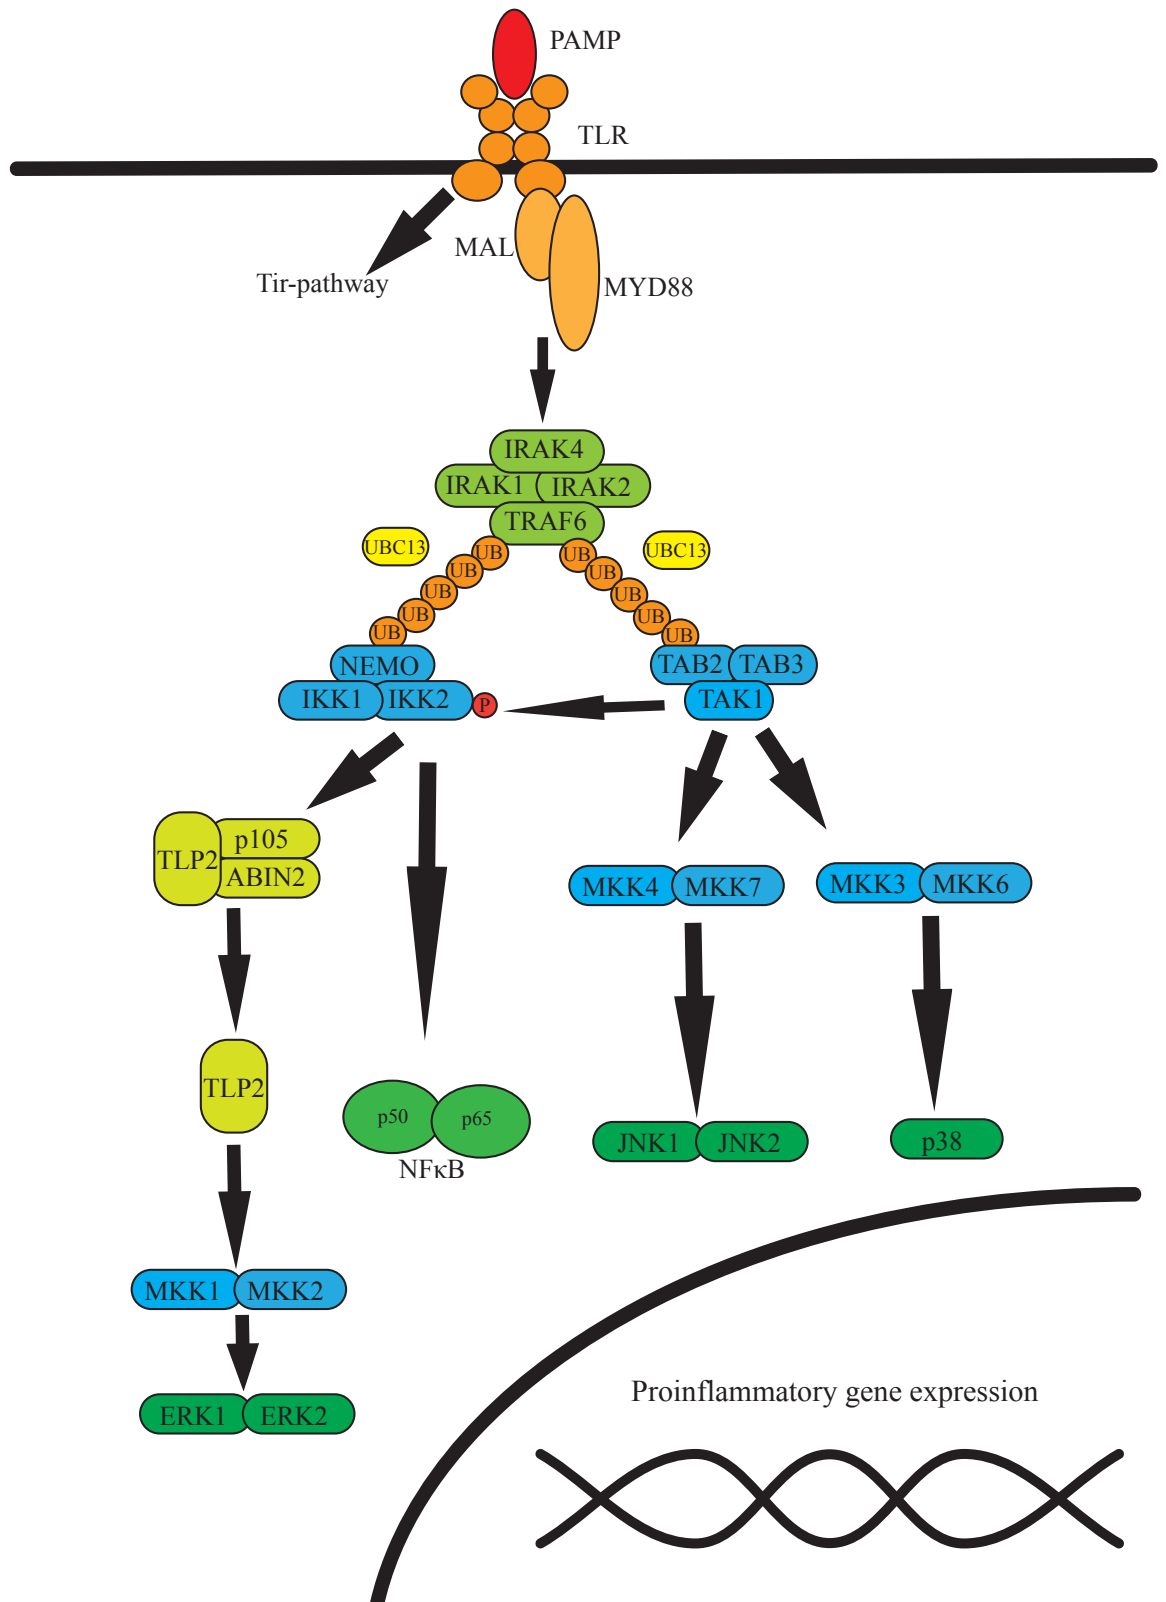 PAMP
TLR
MAL
Tir-pathway
MYD88
IRAK4
IRAK1 IRAK2
TRAF6
UBC13 UBC13
UB UB
UB UB
UB UB
UB UB
UB UB
NEMO TAB2 TAB3
IKK1 IKK2 P TAK1
p105
TLP2
ABIN2
MKK4 MKK7 MKK3 MKK6
TLP2
p50 p65
NFκB
JNK1 JNK2 p38
MKK1 MKK2
ERK1 ERK2
Proinflammatory gene expression